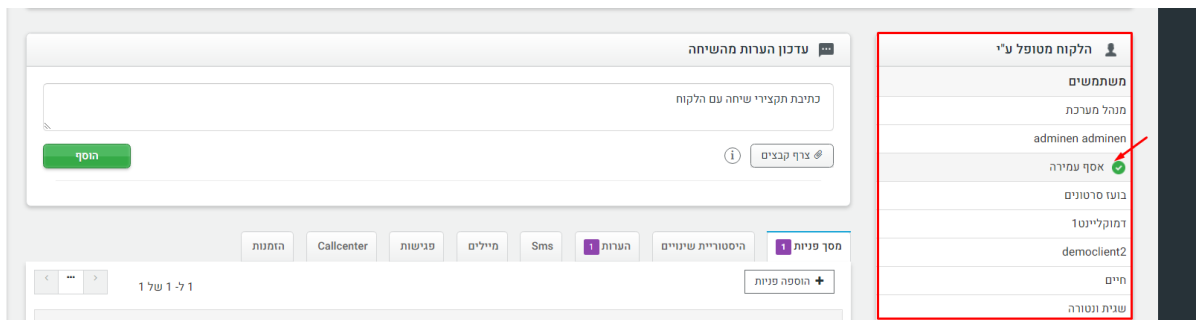 הלקוח מטופל ע"י
משתמשים
מנהל מערכת
adminen adminen
אסף עמירה
בועז סרטונים
דמוקליינט1
democlient2
חיים
שגית ונטורה
עדכון הערות מהשיחה
כתיבת תקצירי שיחה עם הלקוח
צרף קבצים
הוסף
מסך פניות 1
היסטוריית שינויים
הערות 1
Sms
מיילים
פגישות
Callcenter
הזמנות
+ הוספה פניות
1 ל- 1 של 1